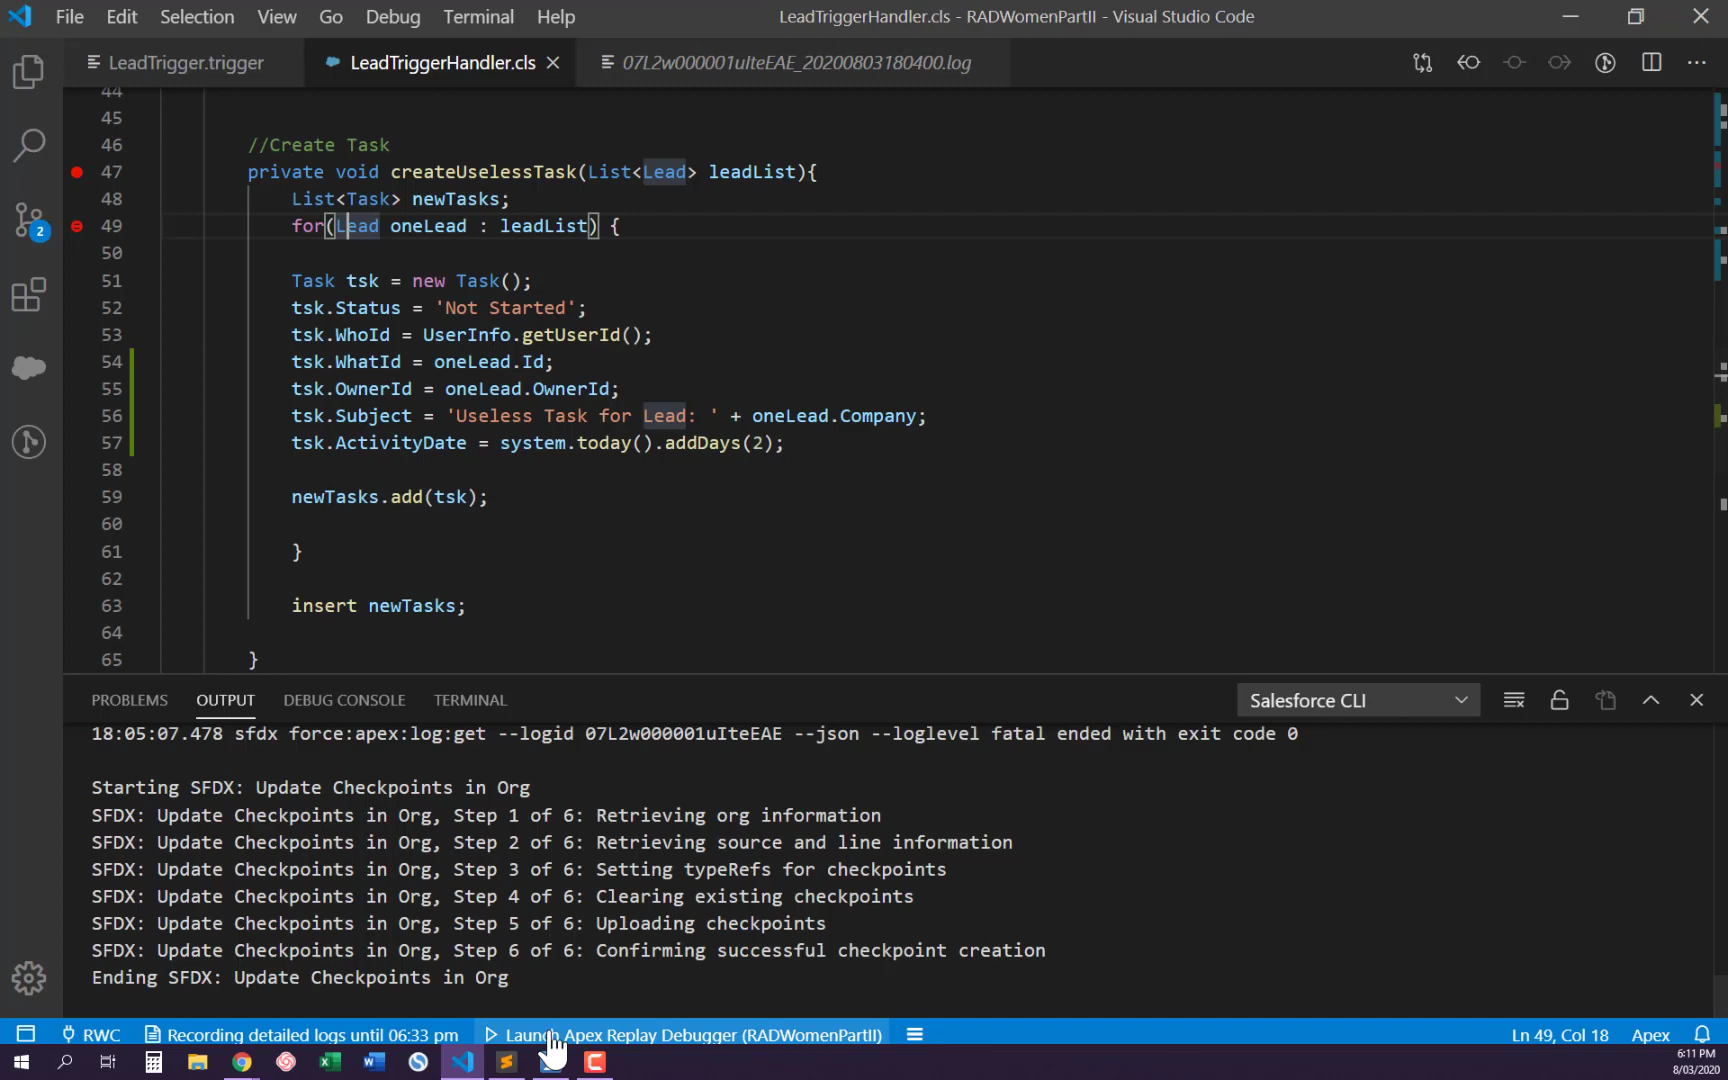 File Edit Selection View Go Debug Terminal Help LeadTriggerHandler.cls - RADWomenPartII - Visual Studio Code
LeadTrigger.trigger LeadTriggerHandler.cls 07L2w000001uIteEAE_20200803180400.log
44
45
46 //Create Task
47 private void createUselessTask(List<Lead> leadList){
48 List<Task> newTasks;
49 for(Lead oneLead : leadList) {
50
51 Task tsk = new Task();
52 tsk.Status = 'Not Started';
53 tsk.WhoId = UserInfo.getUserId();
54 tsk.WhatId = oneLead.Id;
55 tsk.OwnerId = oneLead.OwnerId;
56 tsk.Subject = 'Useless Task for Lead: ' + oneLead.Company;
57 tsk.ActivityDate = system.today().addDays(2);
58
59 newTasks.add(tsk);
60
61 }
62
63 insert newTasks;
64
65 }
2
PROBLEMS OUTPUT DEBUG CONSOLE TERMINAL Salesforce CLI
18:05:07.478 sfdx force:apex:log:get --logid 07L2w000001uIteEAE --json --loglevel fatal ended with exit code 0
Starting SFDX: Update Checkpoints in Org
SFDX: Update Checkpoints in Org, Step 1 of 6: Retrieving org information
SFDX: Update Checkpoints in Org, Step 2 of 6: Retrieving source and line information
SFDX: Update Checkpoints in Org, Step 3 of 6: Setting typeRefs for checkpoints
SFDX: Update Checkpoints in Org, Step 4 of 6: Clearing existing checkpoints
SFDX: Update Checkpoints in Org, Step 5 of 6: Uploading checkpoints
SFDX: Update Checkpoints in Org, Step 6 of 6: Confirming successful checkpoint creation
Ending SFDX: Update Checkpoints in Org
RWC Recording detailed logs until 06:33 pm Launch Apex Replay Debugger (RADWomenPartII) Ln 49, Col 18 Apex
6:11 PM
8/03/2020